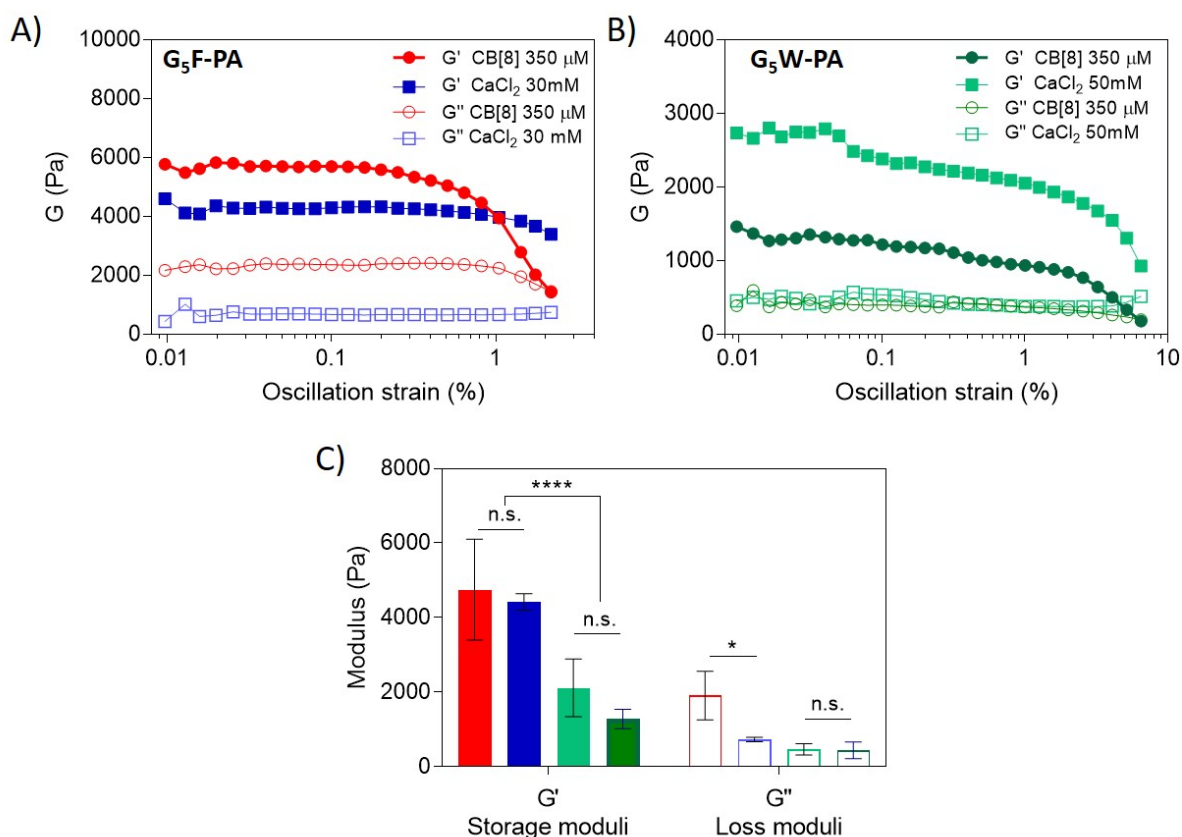 A)
G₅F-PA
G' CB[8] 350 μM
G' CaCl₂ 30mM
G" CB[8] 350 μM
G" CaCl₂ 30 mM
10000
8000
6000
4000
2000
0
G (Pa)
0.01 0.1 1
Oscillation strain (%)
B)
G₅W-PA
G' CB[8] 350 μM
G' CaCl₂ 50mM
G" CB[8] 350 μM
G" CaCl₂ 50mM
4000
3000
2000
1000
0
G (Pa)
0.01 0.1 1 10
Oscillation strain (%)
C)
8000
6000
4000
2000
0
Modulus (Pa)
****
n.s.
n.s.
*
n.s.
G' G"
Storage moduli Loss moduli